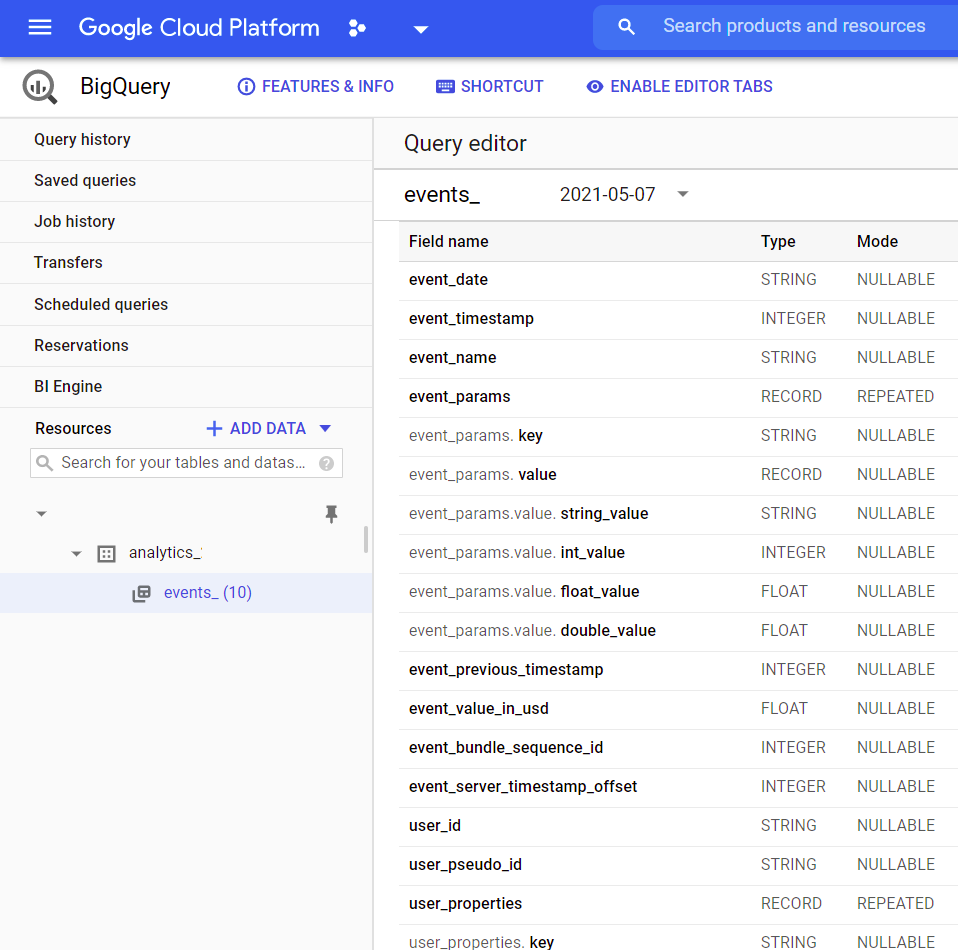 Google Cloud Platform
Search products and resources
BigQuery
FEATURES & INFO
SHORTCUT
ENABLE EDITOR TABS
Query history
Saved queries
Job history
Transfers
Scheduled queries
Reservations
BI Engine
Resources
ADD DATA
Search for your tables and datas...
?
analytics_
events_ (10)
Query editor
events_ 2021-05-07
Field name Type Mode
event_date STRING NULLABLE
event_timestamp INTEGER NULLABLE
event_name STRING NULLABLE
event_params RECORD REPEATED
event_params. key STRING NULLABLE
event_params. value RECORD NULLABLE
event_params.value. string_value STRING NULLABLE
event_params.value. int_value INTEGER NULLABLE
event_params.value. float_value FLOAT NULLABLE
event_params.value. double_value FLOAT NULLABLE
event_previous_timestamp INTEGER NULLABLE
event_value_in_usd FLOAT NULLABLE
event_bundle_sequence_id INTEGER NULLABLE
event_server_timestamp_offset INTEGER NULLABLE
user_id STRING NULLABLE
user_pseudo_id STRING NULLABLE
user_properties RECORD REPEATED
user_properties. key STRING NULLABLE